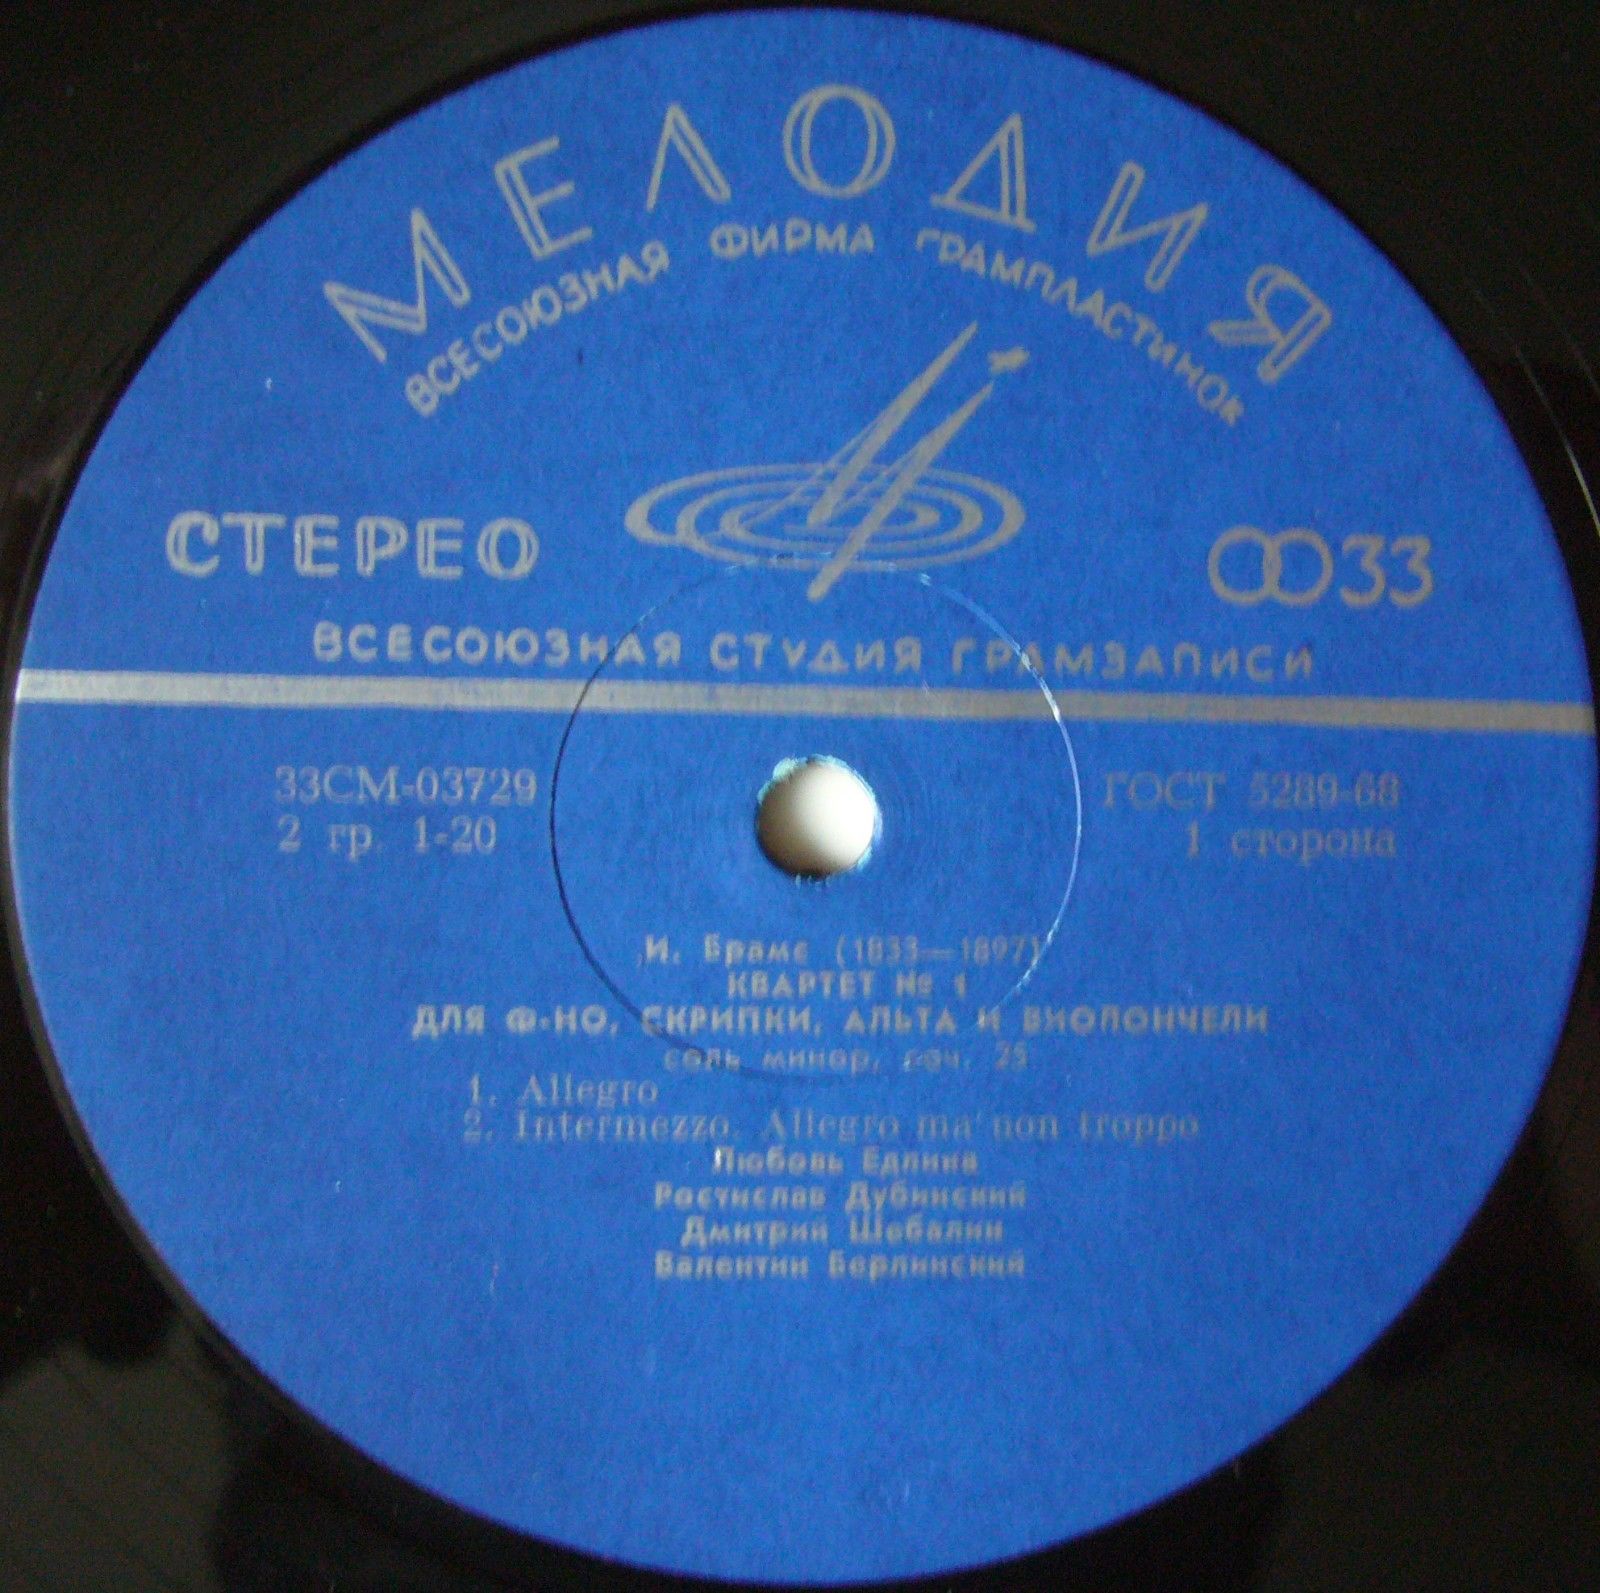 МЕЛОДИЯ
ВСЕСОЮЗНАЯ ФИРМА ГРАМПЛАСТИНОК
СТЕРЕО
33
ВСЕСОЮЗНАЯ СТУДИЯ ГРАМЗАПИСИ
33СМ-03729
ГОСТ 5289-68
2 гр. 1-20
1 сторона
И. Брамс (1833—1897)
КВАРТЕТ № 1
ДЛЯ Ф-НО, СКРИПКИ, АЛЬТА И ВИОЛОНЧЕЛИ
соль минор, соч. 25
1. Allegro
2. Intermezzo. Allegro ma' non troppo
Любовь Едлина
Ростислав Дубинский
Дмитрий Шебалин
Валентин Берлинский